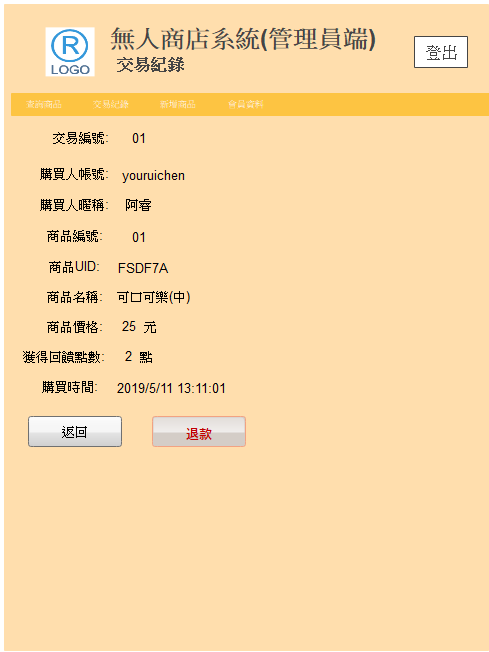 R
LOGO
無人商店系統(管理員端)
交易紀錄
登出
查詢商品 交易紀錄 新增商品 會員資料
交易編號: 01
購買人帳號: youruichen
購買人暱稱: 阿睿
商品編號: 01
商品UID: FSDF7A
商品名稱: 可口可樂(中)
商品價格: 25 元
獲得回饋點數: 2 點
購買時間: 2019/5/11 13:11:01
返回 退款